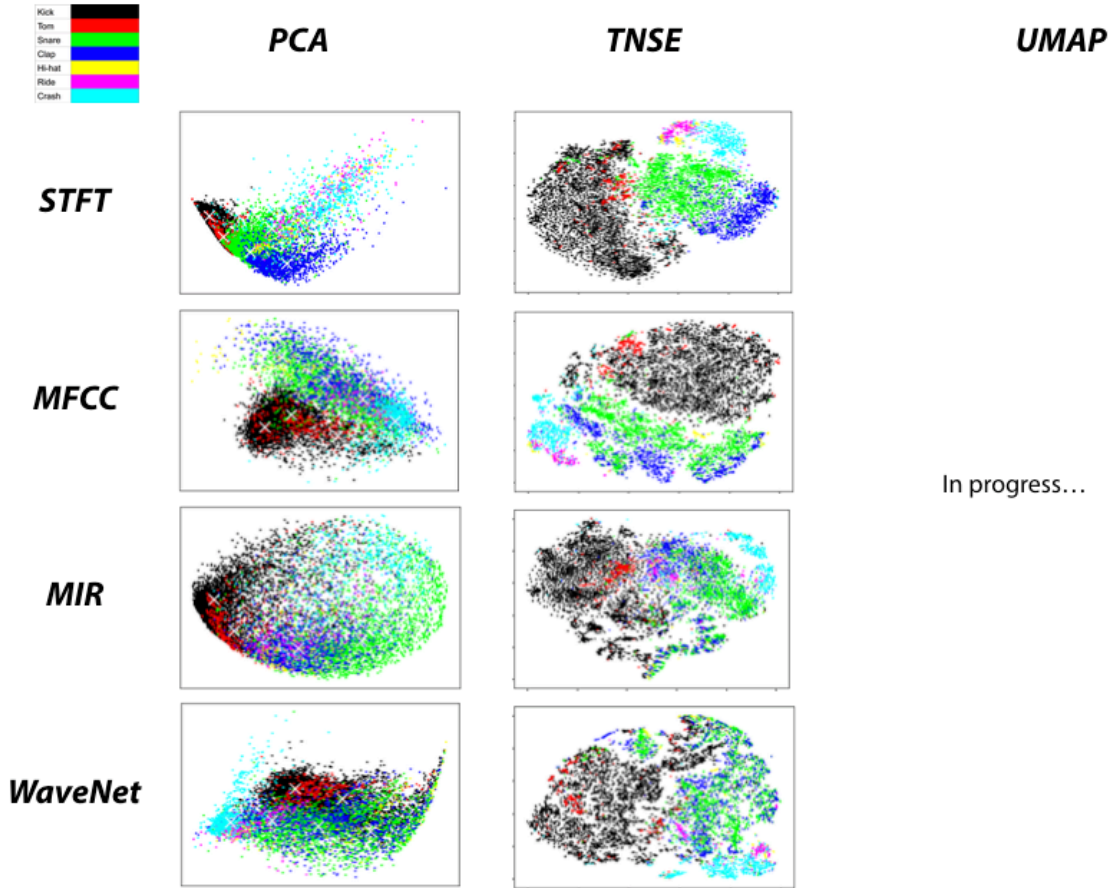 Kick
Tom
Snare
Clap
Hi-hat
Ride
Crash
PCA
TNSE
UMAP
STFT
MFCC
In progress…
MIR
WaveNet